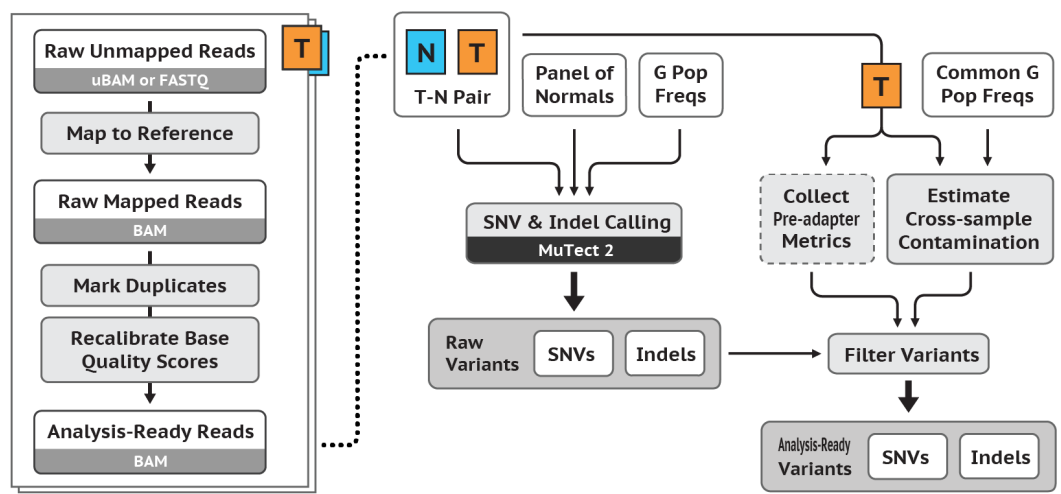 Raw Unmapped Reads
uBAM or FASTQ
T
Map to Reference
Raw Mapped Reads
BAM
Mark Duplicates
Recalibrate Base
Quality Scores
Analysis-Ready Reads
BAM
N T
T-N Pair
Panel of
Normals
G Pop
Freqs
SNV & Indel Calling
MuTect 2
Raw
Variants
SNVs
Indels
T
Common G
Pop Freqs
Collect
Pre-adapter
Metrics
Estimate
Cross-sample
Contamination
Filter Variants
Analysis-Ready
Variants
SNVs
Indels